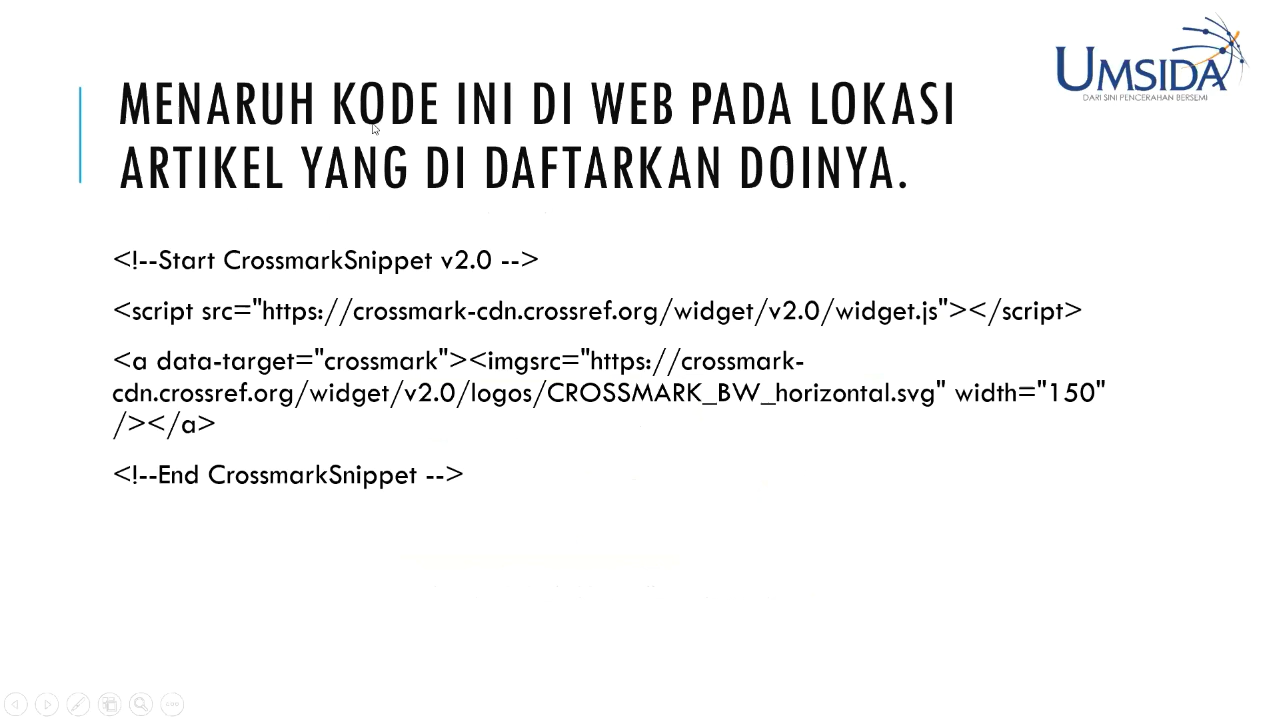 UMSIDA
DARI SINI PENCERAHAN BERSEMI
MENARUH KODE INI DI WEB PADA LOKASI
ARTIKEL YANG DI DAFTARKAN DOINYA.
<!--Start CrossmarkSnippet v2.0 -->
<script src="https://crossmark-cdn.crossref.org/widget/v2.0/widget.js"></script>
<a data-target="crossmark"><imgsrc="https://crossmark-
cdn.crossref.org/widget/v2.0/logos/CROSSMARK_BW_horizontal.svg" width="150"
/></a>
<!--End CrossmarkSnippet -->